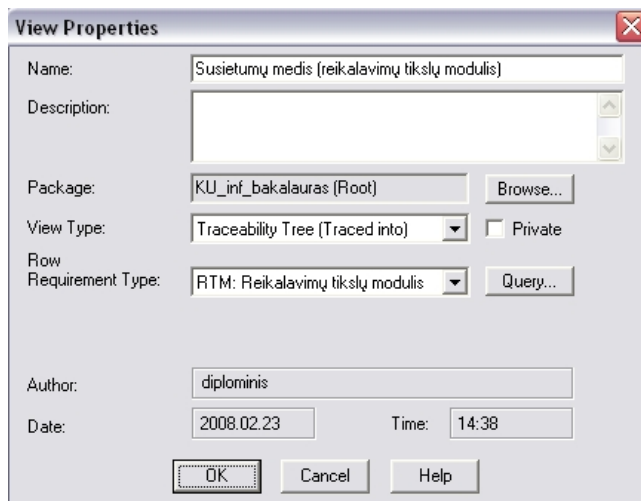 View Properties
Name: Susietumų medis (reikalavimų tikslų modulis)
Description:
Package: KU_inf_bakalauras (Root) Browse...
View Type: Traceability Tree (Traced into) Private
Row
Requirement Type: RTM: Reikalavimų tikslų modulis Query...
Author: diplominis
Date: 2008.02.23 Time: 14:38
OK Cancel Help